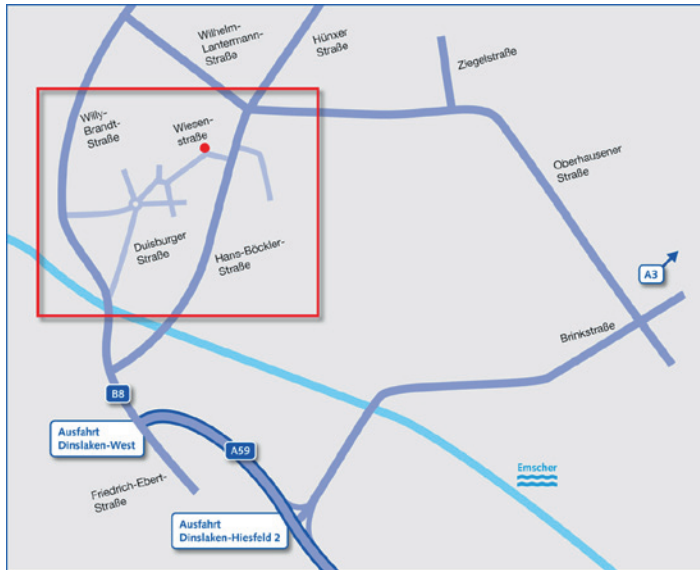 Wilhelm-
Lantermann-
Straße
Hünxer
Straße
Ziegelstraße
Willy-
Brandt-
Straße
Wiesen-
straße
Oberhausener
Straße
Duisburger
Straße
Hans-Böckler-
Straße
A3
Brinkstraße
B8
Ausfahrt
Dinslaken-West
A59
Friedrich-Ebert-
Straße
Emscher
Ausfahrt
Dinslaken-Hiesfeld 2